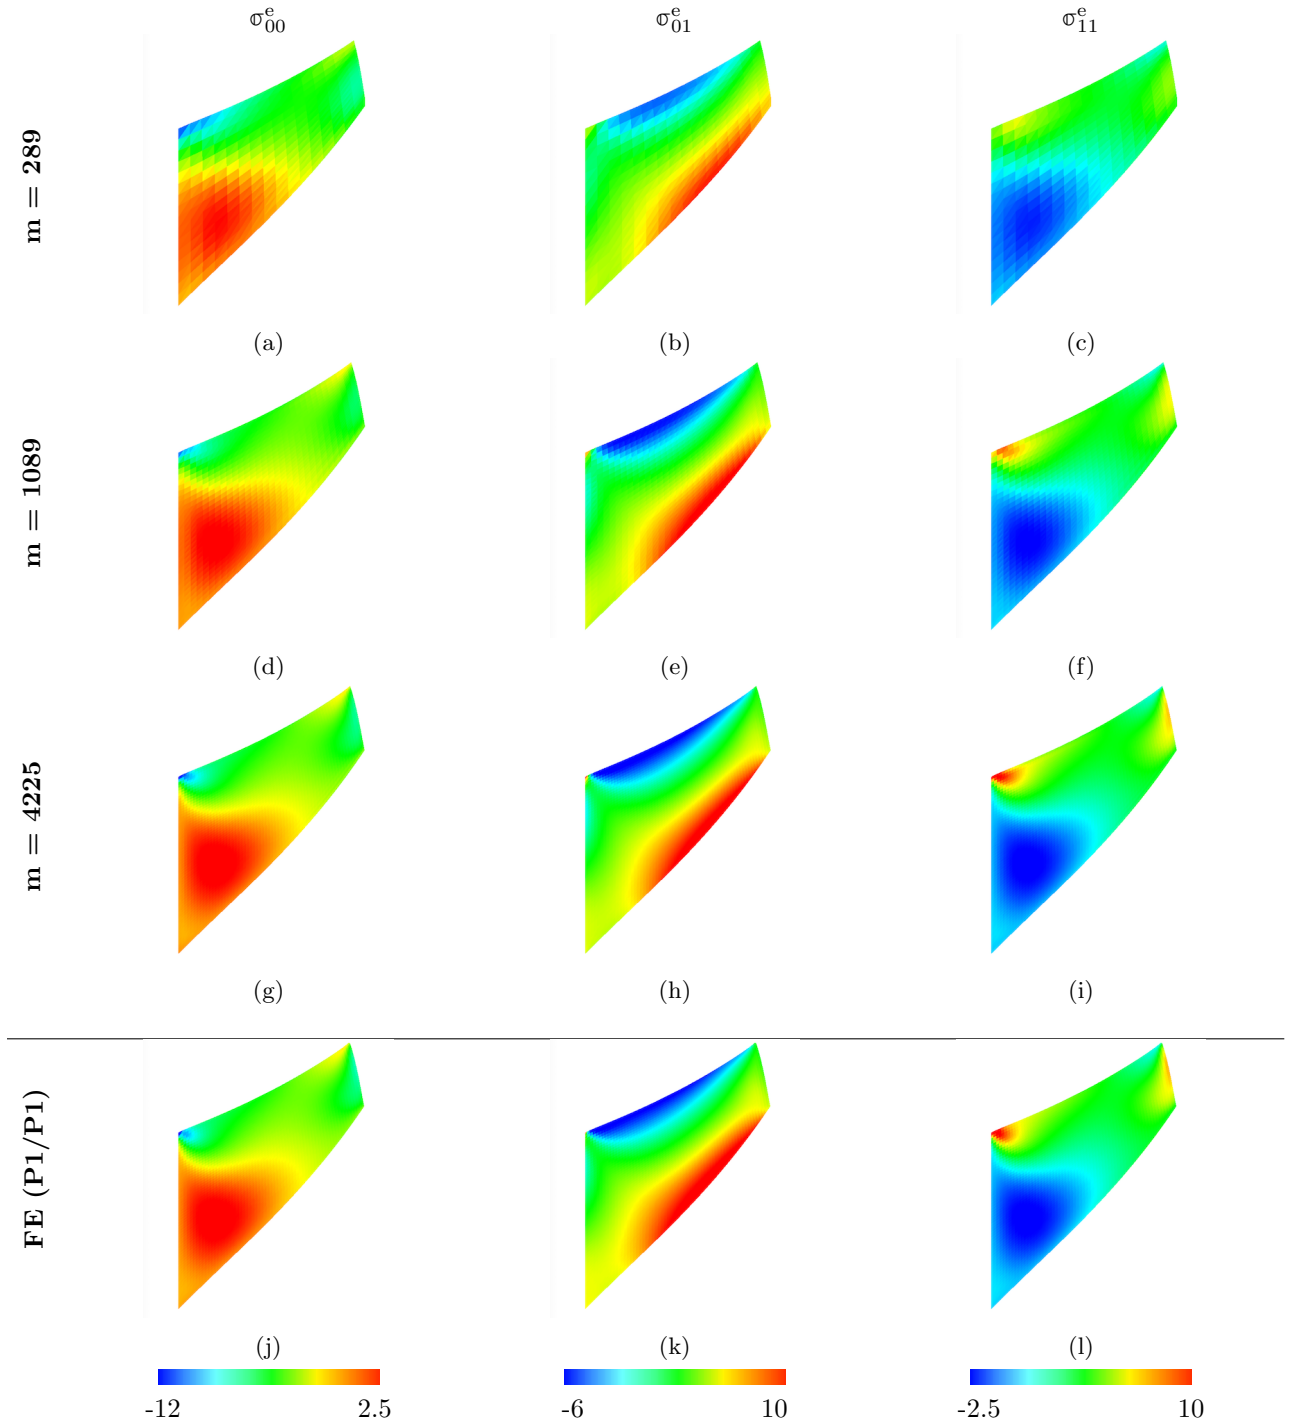 σ^e_00 σ^e_01 σ^e_11
m = 289
(a) (b) (c)
m = 1089
(d) (e) (f)
m = 4225
(g) (h) (i)
FE (P1/P1)
(j) (k) (l)
-12 2.5 -6 10 -2.5 10